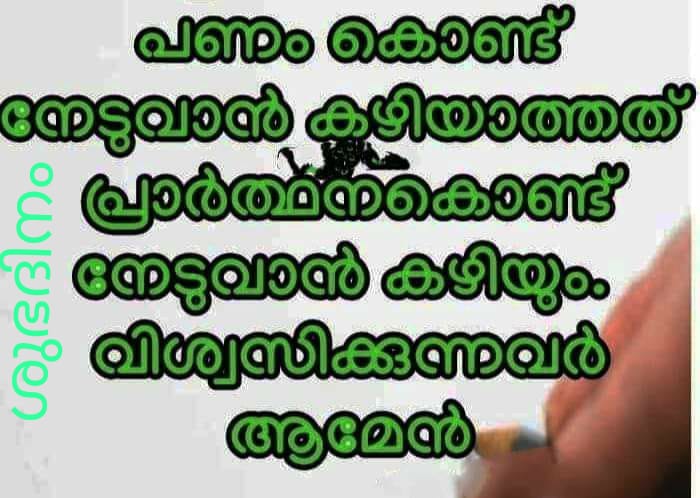 പണം കൊണ്ട്
നേടുവാൻ കഴിയാത്തത്
പ്രാർത്ഥനകൊണ്ട്
നേടുവാൻ കഴിയും.
വിശ്വസിക്കുന്നവർ
ആമേൻ
ശുഭദിനം